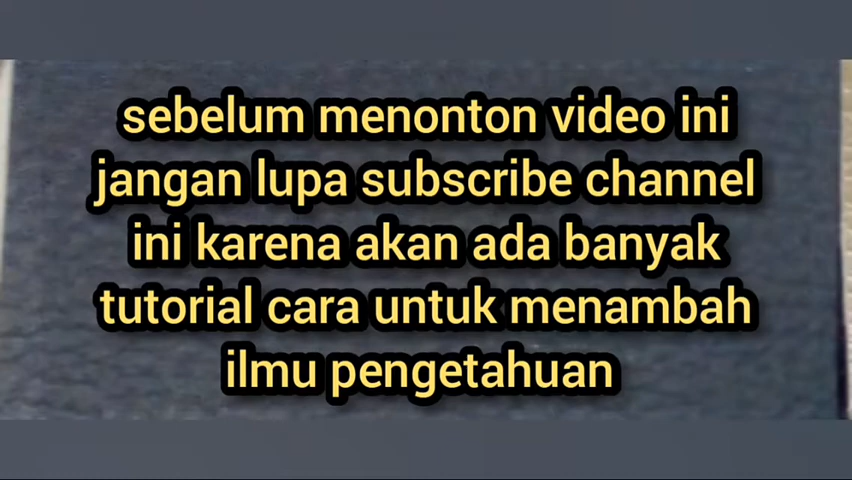 sebelum menonton video ini
jangan lupa subscribe channel
ini karena akan ada banyak
tutorial cara untuk menambah
ilmu pengetahuan